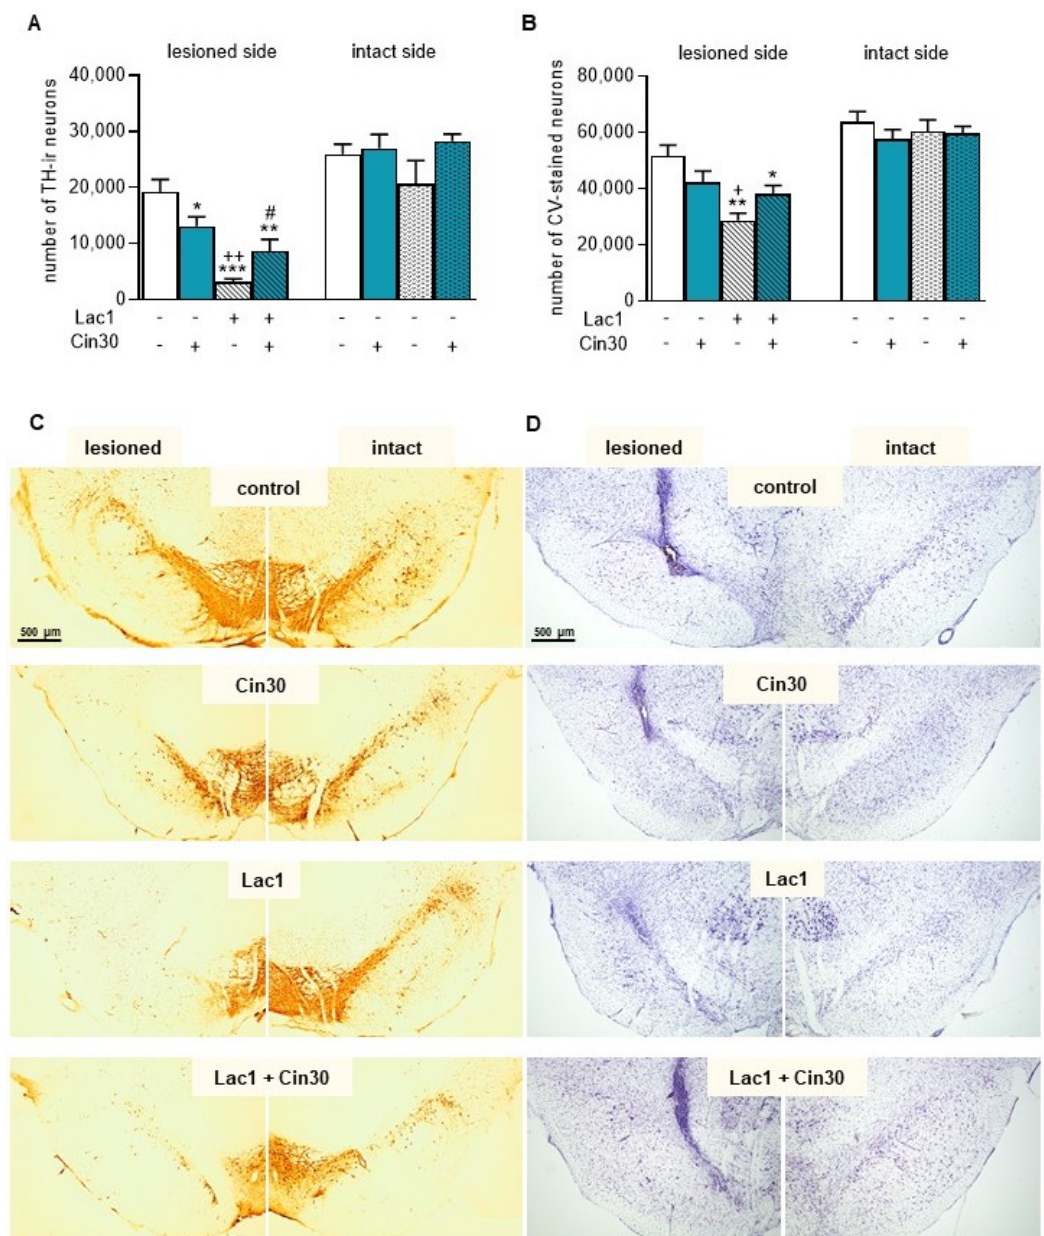 A
lesioned side
intact side
number of TH-ir neurons
40,000
30,000
20,000
10,000
0
*
++
***
#
**
Lac1 - - + + - - + +
Cin30 - + - + - + - +
B
lesioned side
intact side
number of CV-stained neurons
80,000
60,000
40,000
20,000
0
+
**
*
Lac1 - - + + - - + +
Cin30 - + - + - + - +
C
lesioned
intact
control
500 µm
Cin30
Lac1
Lac1 + Cin30
D
lesioned
intact
control
500 µm
Cin30
Lac1
Lac1 + Cin30